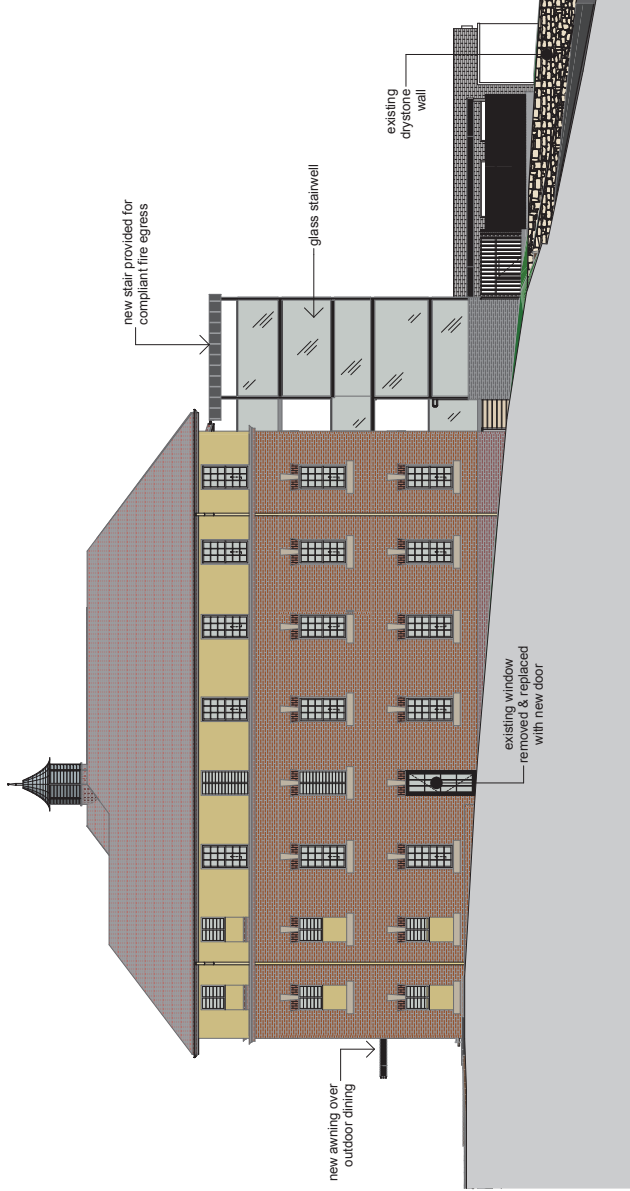 new awning over
outdoor dining
existing window
removed & replaced
with new door
new stair provided for
compliant fire egress
glass stairwell
existing
drystone
wall